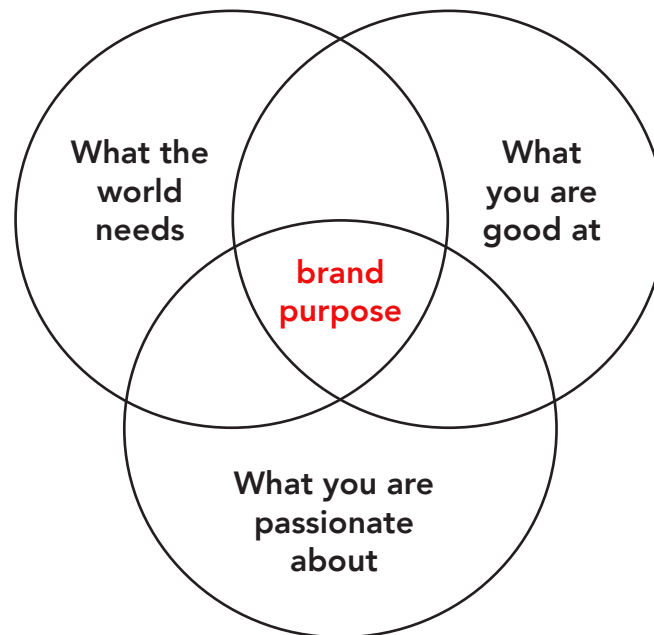 What the
world
needs
What
you are
good at
brand
purpose
What you are
passionate
about